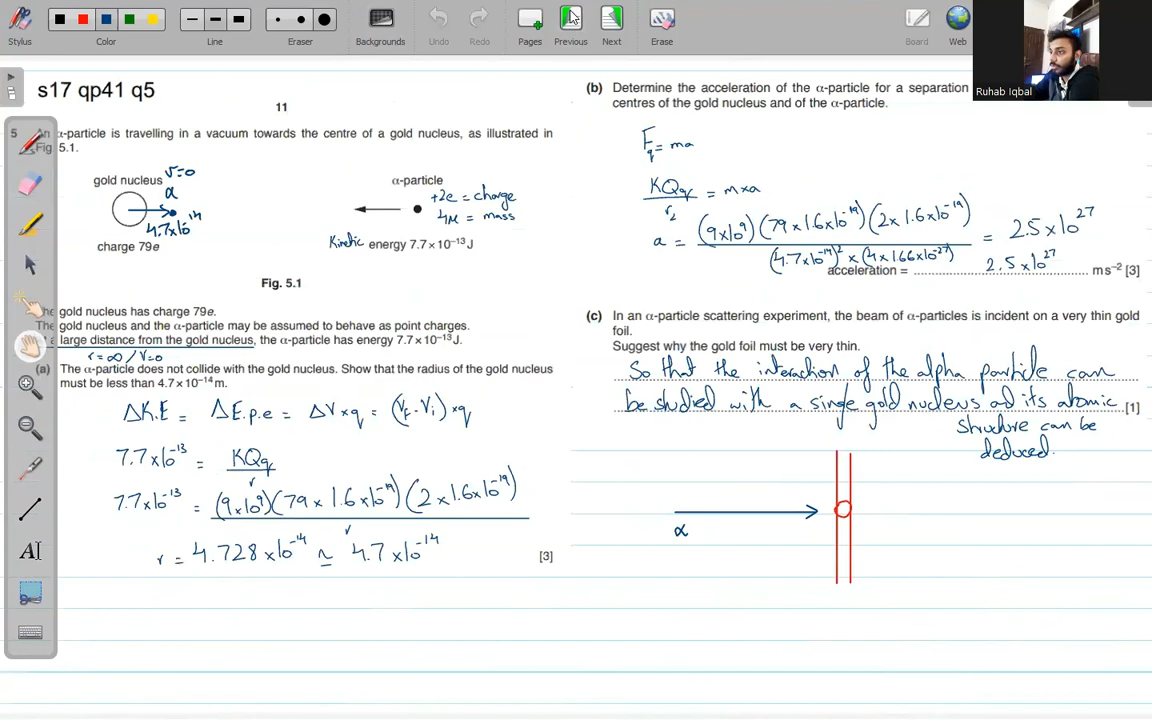 Stylus
Color
Line
Eraser
Backgrounds
Undo
Redo
Pages
Previous
Next
Erase
Board
Web
Ruhab Iqbal
s17 qp41 q5
11
5 An α-particle is travelling in a vacuum towards the centre of a gold nucleus, as illustrated in
Fig. 5.1.
gold nucleus
V=0
α
4.7x10^-14
charge 79e
α-particle
+2e = charge
4μ = mass
Kinetic energy 7.7 × 10^-13 J
Fig. 5.1
he gold nucleus has charge 79e.
The gold nucleus and the α-particle may be assumed to behave as point charges.
large distance from the gold nucleus, the α-particle has energy 7.7 × 10^-13 J.
r=∞ / V=0
(a) The α-particle does not collide with the gold nucleus. Show that the radius of the gold nucleus
must be less than 4.7 × 10^-14 m.
ΔK.E = ΔE.p.e = ΔV×q = (Vf - Vi)×q
7.7×10^-13 = KQq / r
7.7×10^-13 = (9×10^9)(79 × 1.6×10^-19)(2 × 1.6×10^-19) / r
r = 4.728×10^-14 ≃ 4.7×10^-14
[3]
(b) Determine the acceleration of the α-particle for a separation
centres of the gold nucleus and of the α-particle.
Fq = ma
KQq / r2 = m×a
a = (9×10^9)(79×1.6×10^-19)(2×1.6×10^-19) / (4.7×10^-14)^2 × (4×1.66×10^-27) = 2.5×10^27
acceleration = 2.5×10^27 ms^-2 [3]
(c) In an α-particle scattering experiment, the beam of α-particles is incident on a very thin gold
foil.
Suggest why the gold foil must be very thin.
So that the interaction of the alpha particle can
be studied with a single gold nucleus and its atomic [1]
structure can be
deduced.
α